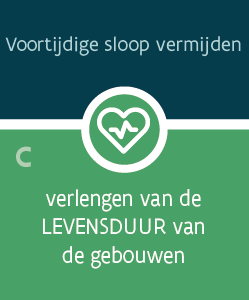 Voortijdige sloop vermijden
C
verlengen van de
LEVENSDUUR van
de gebouwen